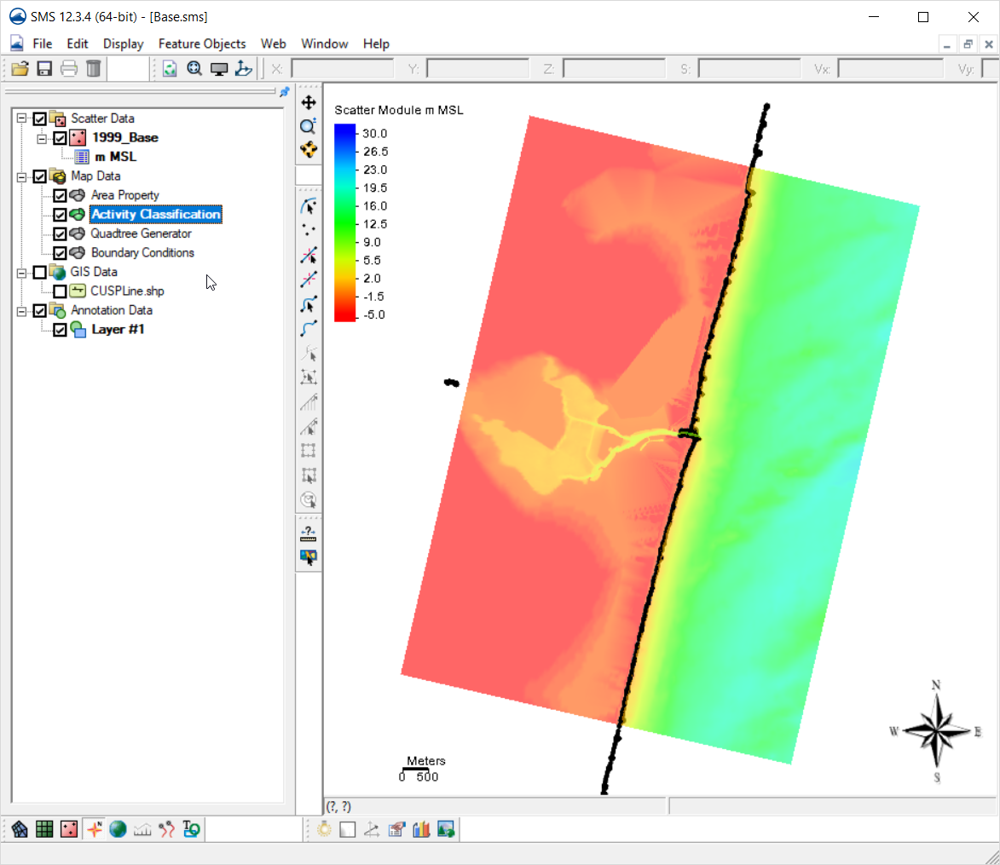 SMS 12.3.4 (64-bit) - [Base.sms]
File Edit Display Feature Objects Web Window Help
X: Y: Z: S: Vx: Vy:
Scatter Data
1999_Base
m MSL
Map Data
Area Property
Activity Classification
Quadtree Generator
Boundary Conditions
GIS Data
CUSPLine.shp
Annotation Data
Layer #1
Scatter Module m MSL
30.0
26.5
23.0
19.5
16.0
12.5
9.0
5.5
2.0
-1.5
-5.0
N
W E
S
Meters
0 500
(?, ?)